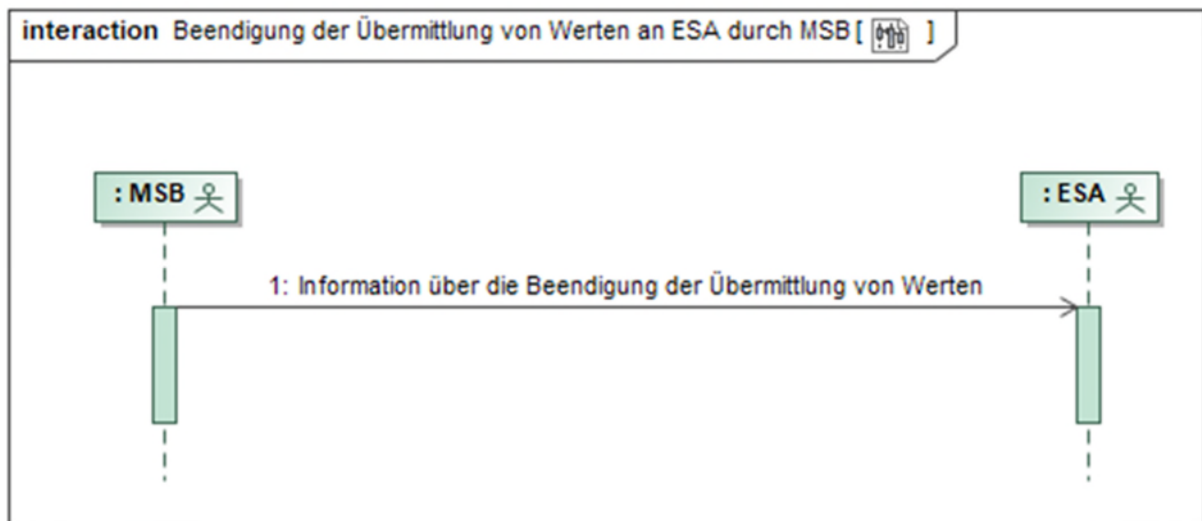 interaction Beendigung der Übermittlung von Werten an ESA durch MSB [ ]
: MSB
: ESA
1: Information über die Beendigung der Übermittlung von Werten